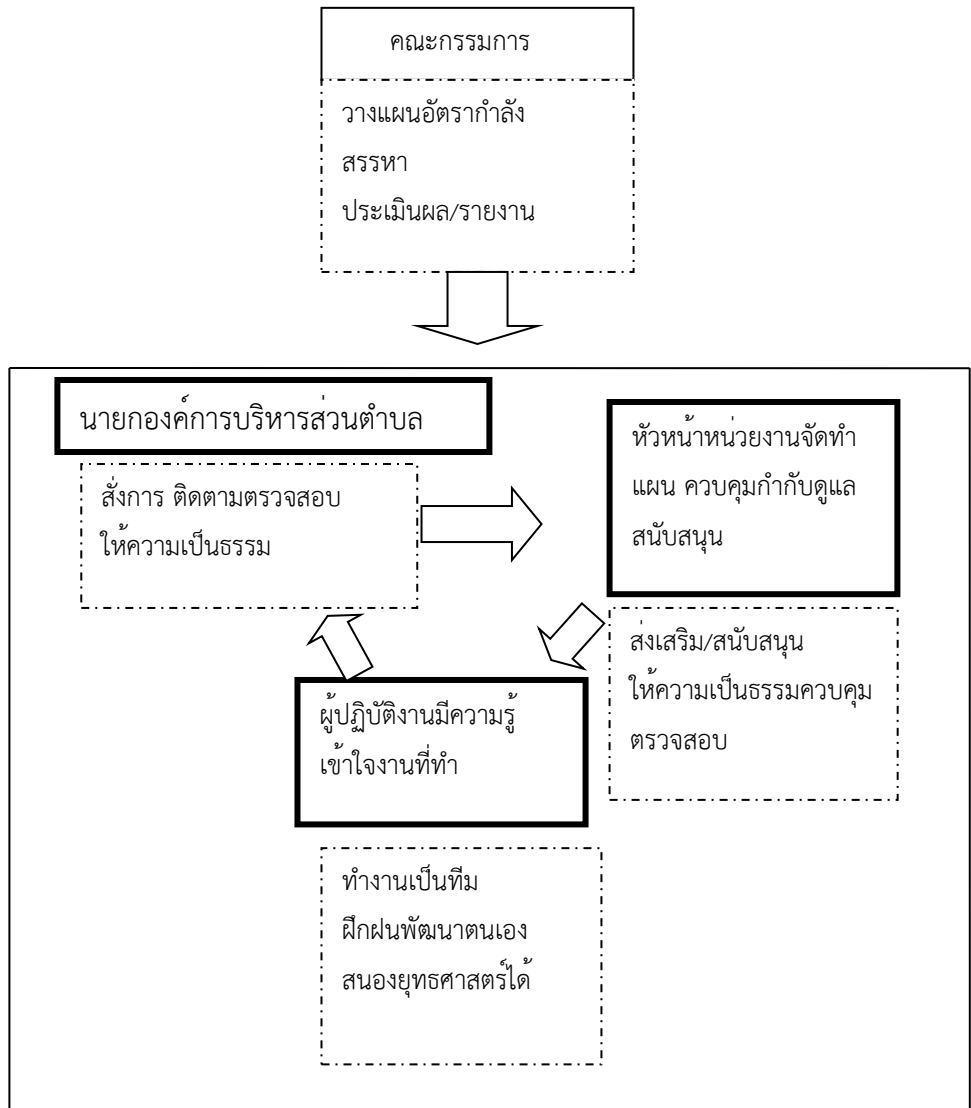 คณะกรรมการ
วางแผนอัตรากำลัง
สรรหา
ประเมินผล/รายงาน
นายกองค์การบริหารส่วนตำบล
สั่งการ ติดตามตรวจสอบ
ให้ความเป็นธรรม
หัวหน้าหน่วยงานจัดทำ
แผน ควบคุมกำกับดูแล
สนับสนุน
ส่งเสริม/สนับสนุน
ให้ความเป็นธรรมควบคุม
ตรวจสอบ
ผู้ปฏิบัติงานมีความรู้
เข้าใจงานที่ทำ
ทำงานเป็นทีม
ฝึกฝนพัฒนาตนเอง
สนองยุทธศาสตร์ได้